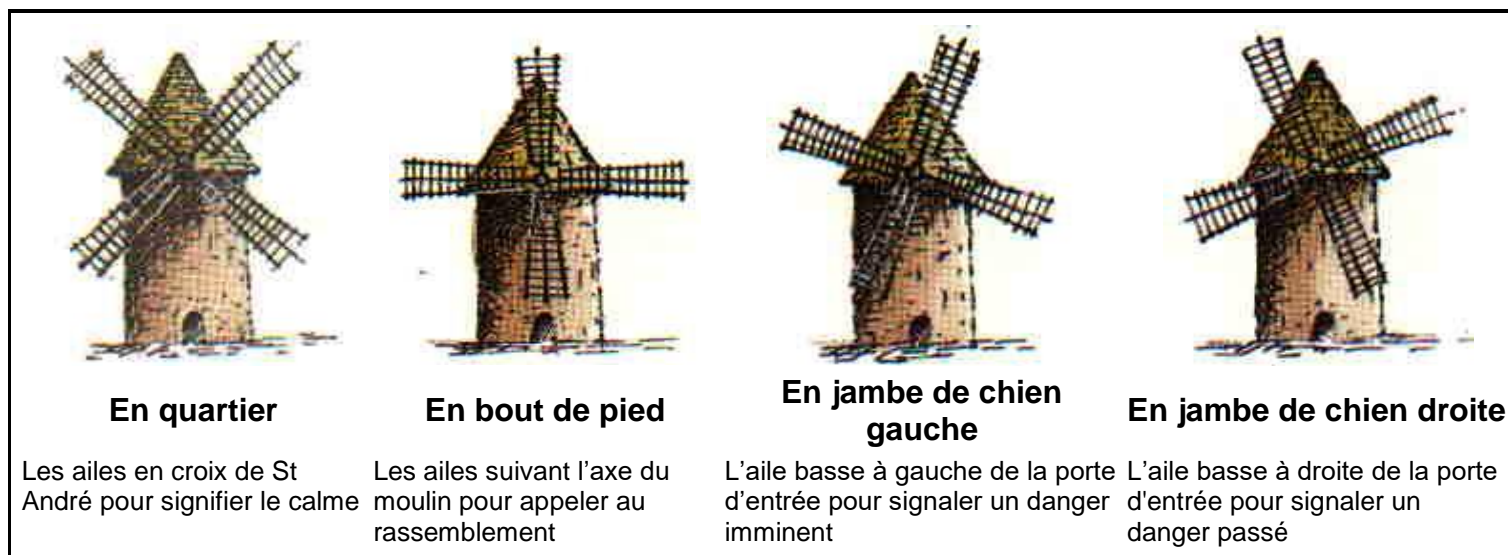 En quartier
Les ailes en croix de St
André pour signifier le calme
En bout de pied
Les ailes suivant l’axe du
moulin pour appeler au
rassemblement
En jambe de chien
gauche
L’aile basse à gauche de la porte
d’entrée pour signaler un danger
imminent
En jambe de chien droite
L'aile basse à droite de la porte
d'entrée pour signaler un
danger passé